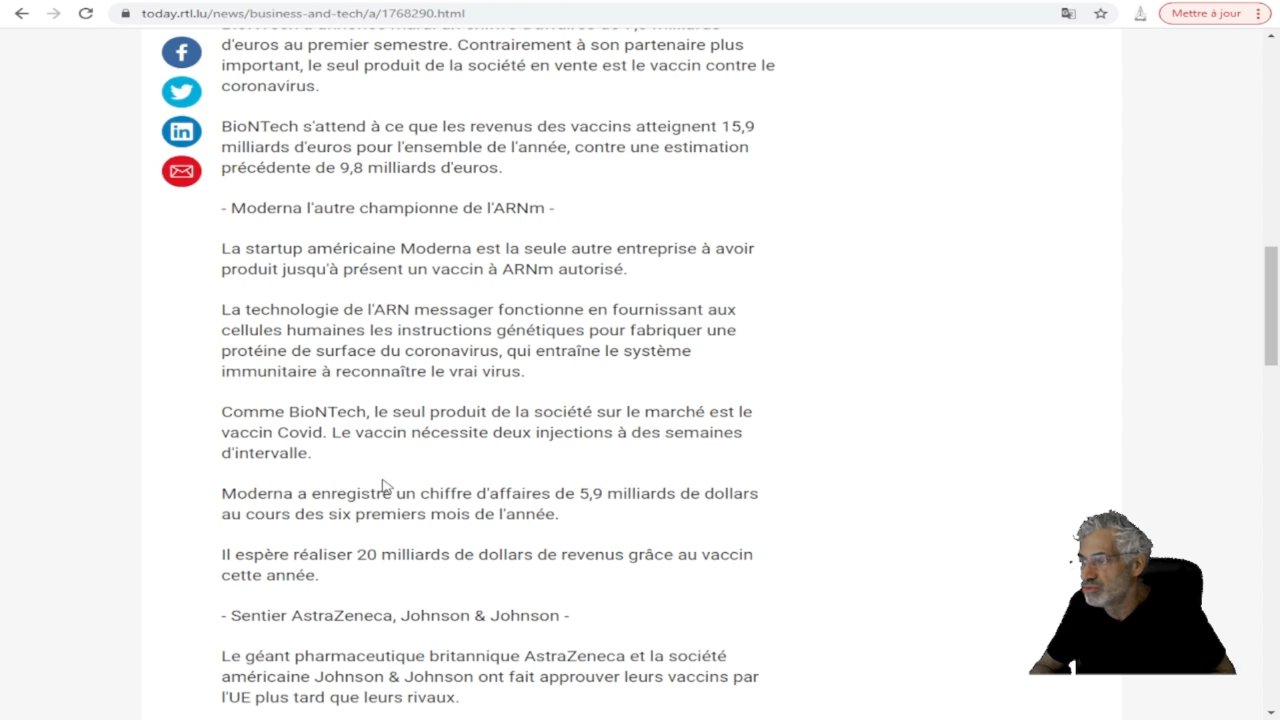 today.rtl.lu/news/business-and-tech/a/1768290.html
Mettre à jour
d'euros au premier semestre. Contrairement à son partenaire plus
important, le seul produit de la société en vente est le vaccin contre le
coronavirus.
BioNTech s'attend à ce que les revenus des vaccins atteignent 15,9
milliards d'euros pour l'ensemble de l'année, contre une estimation
précédente de 9,8 milliards d'euros.
- Moderna l'autre championne de l'ARNm -
La startup américaine Moderna est la seule autre entreprise à avoir
produit jusqu'à présent un vaccin à ARNm autorisé.
La technologie de l'ARN messager fonctionne en fournissant aux
cellules humaines les instructions génétiques pour fabriquer une
protéine de surface du coronavirus, qui entraîne le système
immunitaire à reconnaître le vrai virus.
Comme BioNTech, le seul produit de la société sur le marché est le
vaccin Covid. Le vaccin nécessite deux injections à des semaines
d'intervalle.
Moderna a enregistré un chiffre d'affaires de 5,9 milliards de dollars
au cours des six premiers mois de l'année.
Il espère réaliser 20 milliards de dollars de revenus grâce au vaccin
cette année.
- Sentier AstraZeneca, Johnson & Johnson -
Le géant pharmaceutique britannique AstraZeneca et la société
américaine Johnson & Johnson ont fait approuver leurs vaccins par
l'UE plus tard que leurs rivaux.